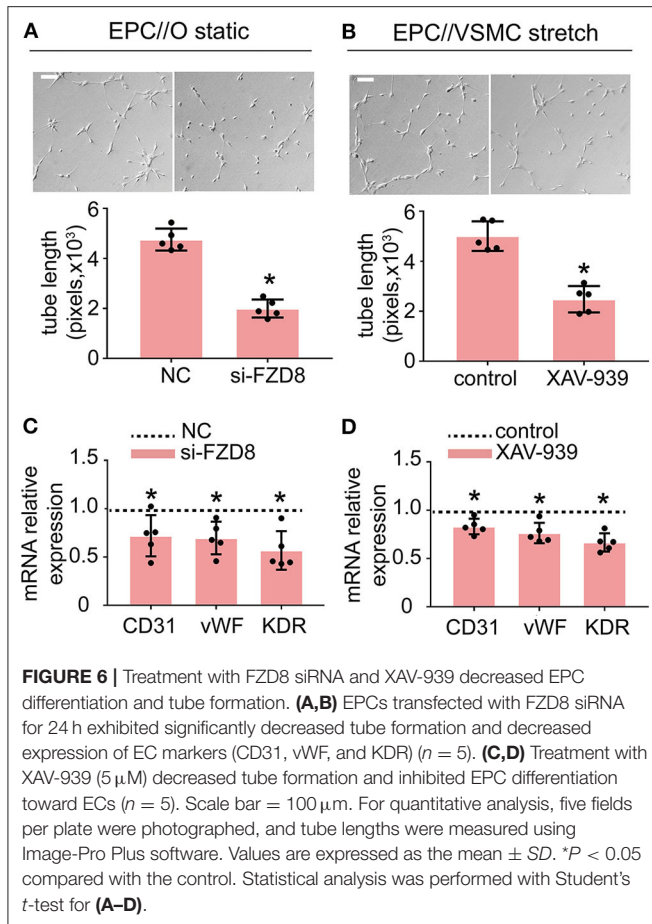 A EPC//O static
B EPC//VSMC stretch
6
4
2
0
tube length
(pixels,x10³)
*
NC si-FZD8
6
4
2
0
tube length
(pixels,x10³)
*
control XAV-939
C
NC
si-FZD8
1.5
1.0
0.5
0
mRNA relative
expression
* * *
CD31 vWF KDR
D
control
XAV-939
1.5
1.0
0.5
0
mRNA relative
expression
* * *
CD31 vWF KDR
FIGURE 6 | Treatment with FZD8 siRNA and XAV-939 decreased EPC
differentiation and tube formation. (A,B) EPCs transfected with FZD8 siRNA
for 24 h exhibited significantly decreased tube formation and decreased
expression of EC markers (CD31, vWF, and KDR) (n = 5). (C,D) Treatment with
XAV-939 (5 μM) decreased tube formation and inhibited EPC differentiation
toward ECs (n = 5). Scale bar = 100 μm. For quantitative analysis, five fields
per plate were photographed, and tube lengths were measured using
Image-Pro Plus software. Values are expressed as the mean ± SD. *P < 0.05
compared with the control. Statistical analysis was performed with Student's
t-test for (A–D).